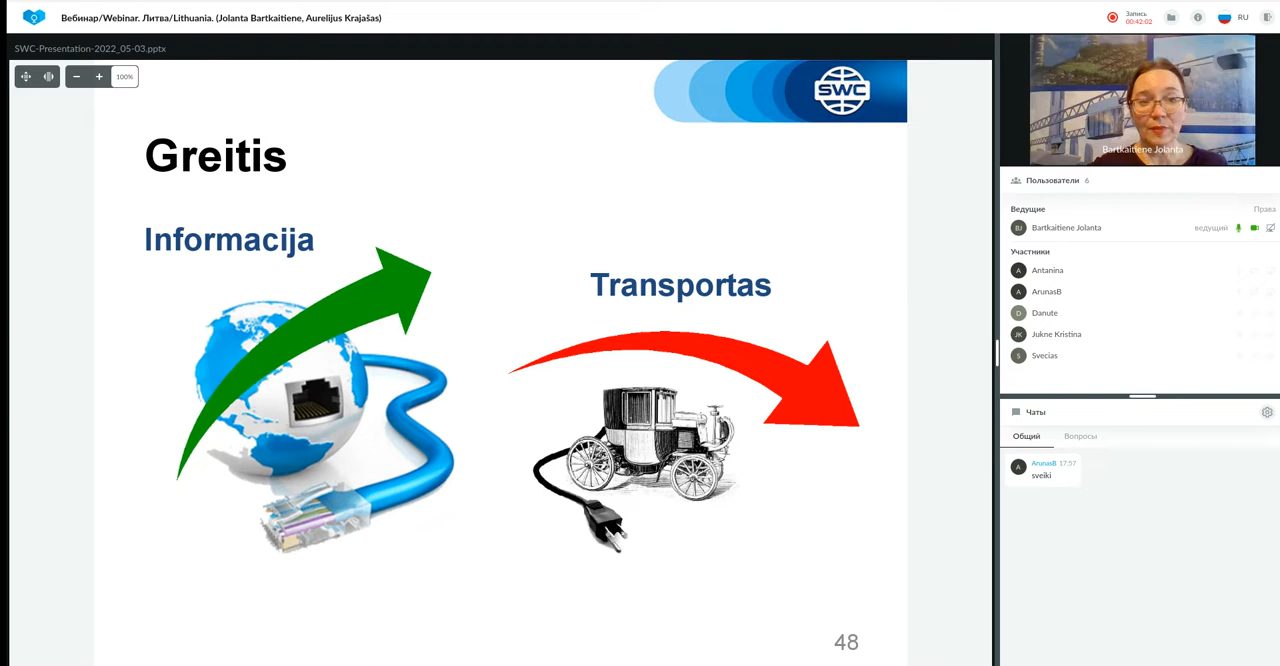 Вебинар/Webinar. Литва/Lithuania. (Jolanta Bartkaitiene, Aurelijus Krajašas)
Запись
00:42:02
RU
SWC-Presentation-2022_05-03.pptx
100%
SWC
Greitis
Informacija
Transportas
48
Bartkaitiene Jolanta
Пользователи 6
Ведущие Права
BJ Bartkaitiene Jolanta ведущий
Участники
A Antanina
A ArunasB
D Danute
JK Jukne Kristina
S Svecias
Чаты
Общий Вопросы
A ArunasB 17:57
sveiki